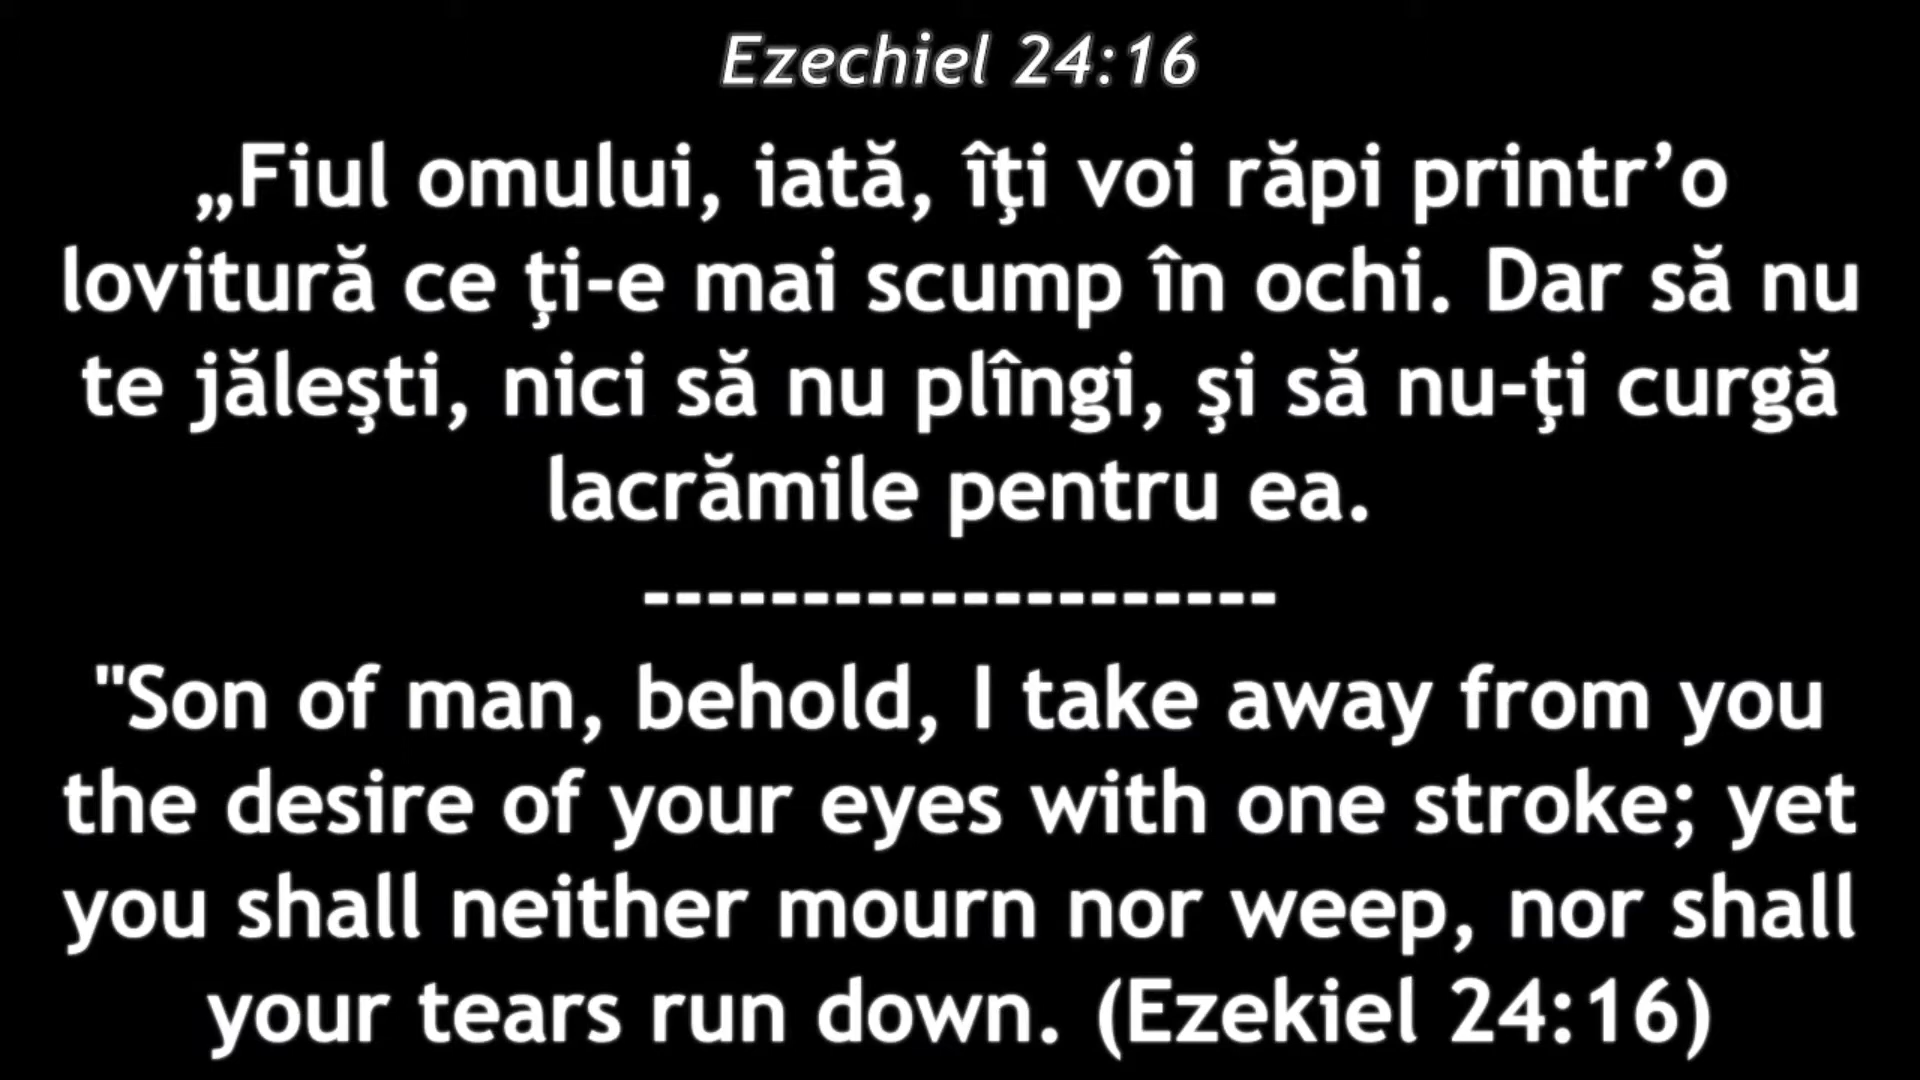 Ezechiel 24:16
„Fiul omului, iată, îţi voi răpi printr’o
lovitură ce ţi-e mai scump în ochi. Dar să nu
te jăleşti, nici să nu plîngi, şi să nu-ţi curgă
lacrămile pentru ea.
--------------------
"Son of man, behold, I take away from you
the desire of your eyes with one stroke; yet
you shall neither mourn nor weep, nor shall
your tears run down. (Ezekiel 24:16)